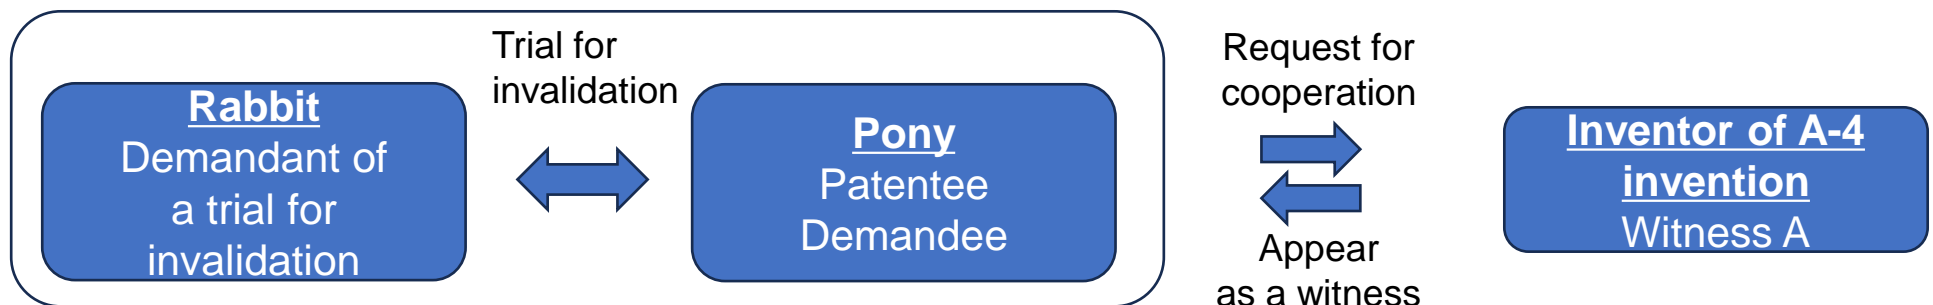 Trial for
invalidation
Rabbit
Demandant of
a trial for
invalidation
Pony
Patentee
Demandee
Request for
cooperation
Appear
as a witness
Inventor of A-4
invention
Witness A